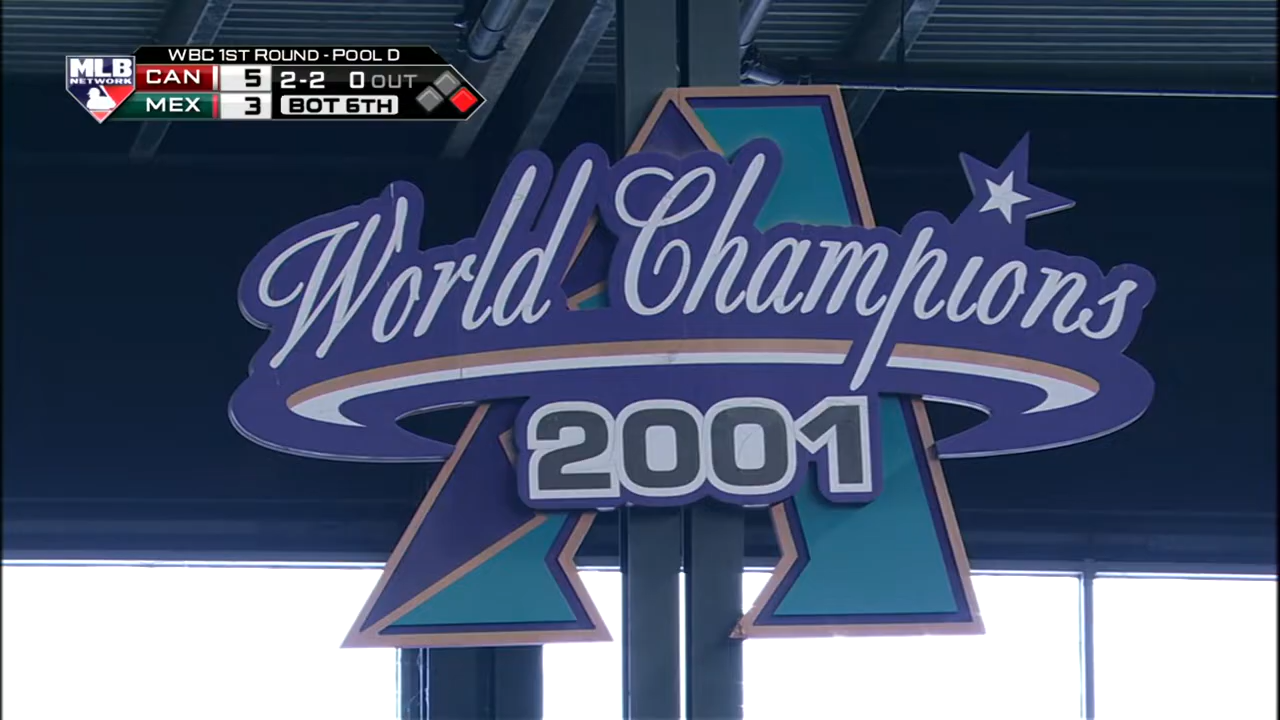 WBC 1ST ROUND - POOL D
MLB NETWORK
CAN 5 2-2 0 OUT
MEX 3 BOT 6TH
World Champions
2001